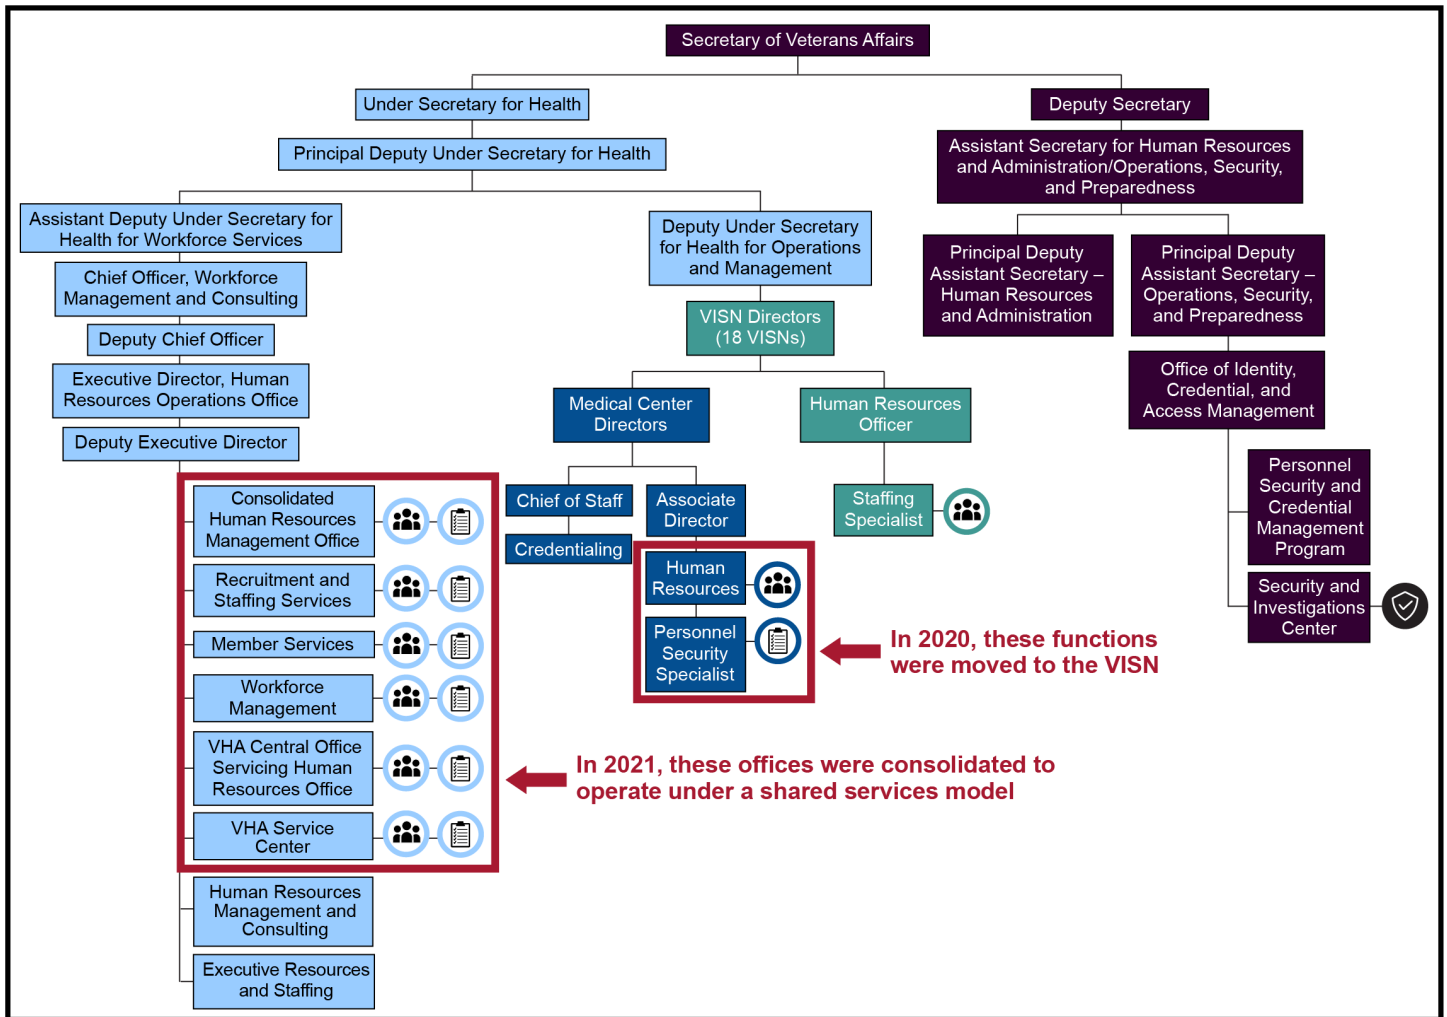 Secretary of Veterans Affairs
Under Secretary for Health
Deputy Secretary
Principal Deputy Under Secretary for Health
Assistant Secretary for Human Resources
and Administration/Operations, Security,
and Preparedness
Assistant Deputy Under Secretary for
Health for Workforce Services
Deputy Under Secretary
for Health for Operations
and Management
Principal Deputy
Assistant Secretary –
Human Resources
and Administration
Principal Deputy
Assistant Secretary –
Operations, Security,
and Preparedness
Chief Officer, Workforce
Management and Consulting
VISN Directors
(18 VISNs)
Deputy Chief Officer
Office of Identity,
Credential, and
Access Management
Executive Director, Human
Resources Operations Office
Medical Center
Directors
Human Resources
Officer
Deputy Executive Director
Personnel
Security and
Credential
Management
Program
Consolidated
Human Resources
Management Office
Chief of Staff
Associate
Director
Staffing
Specialist
Credentialing
Human
Resources
Recruitment and
Staffing Services
Security and
Investigations
Center
Personnel
Security
Specialist
In 2020, these functions
were moved to the VISN
Member Services
Workforce
Management
VHA Central Office
Servicing Human
Resources Office
In 2021, these offices were consolidated to
operate under a shared services model
VHA Service
Center
Human Resources
Management and
Consulting
Executive Resources
and Staffing